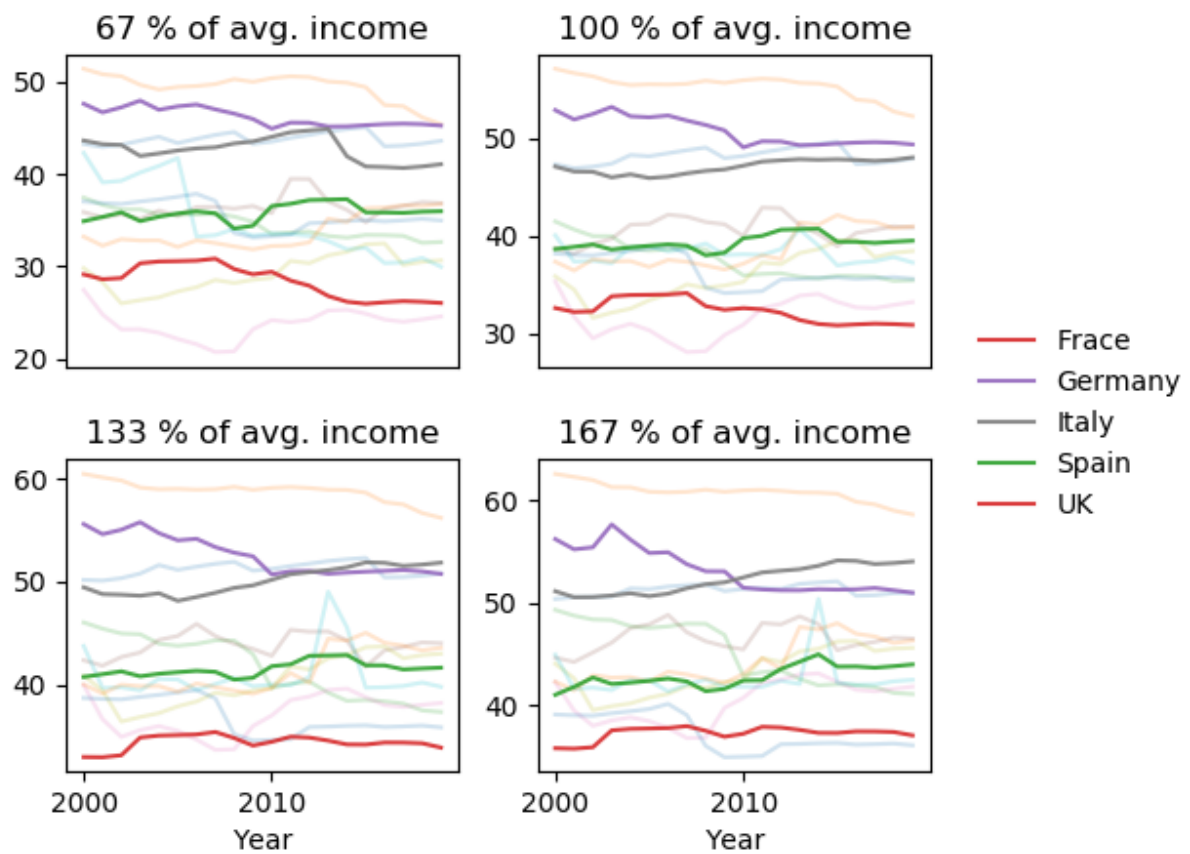 67 % of avg. income
100 % of avg. income
50
40
30
20
50
40
30
133 % of avg. income
167 % of avg. income
60
50
40
60
50
40
2000
2010
Year
2000
2010
Year
Frace
Germany
Italy
Spain
UK